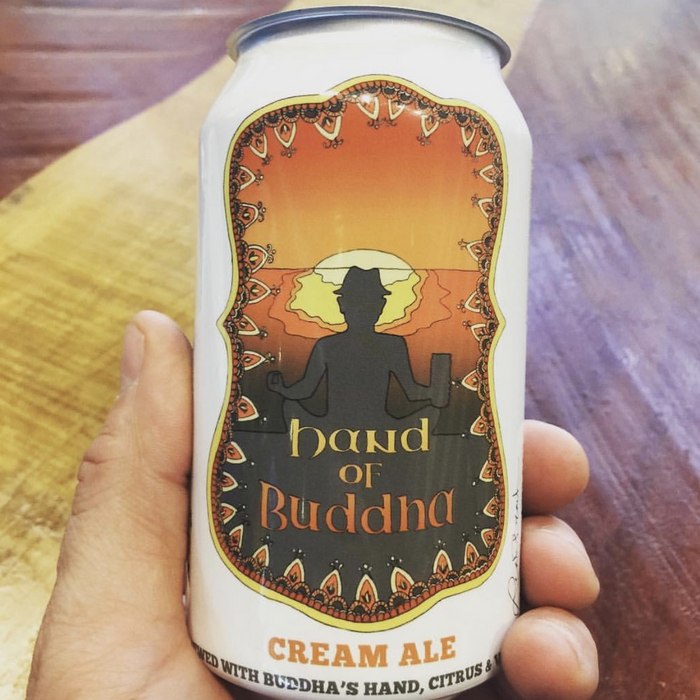 hand
of
Buddha
CREAM ALE
WED WITH BUDDHA'S HAND, CITRUS &